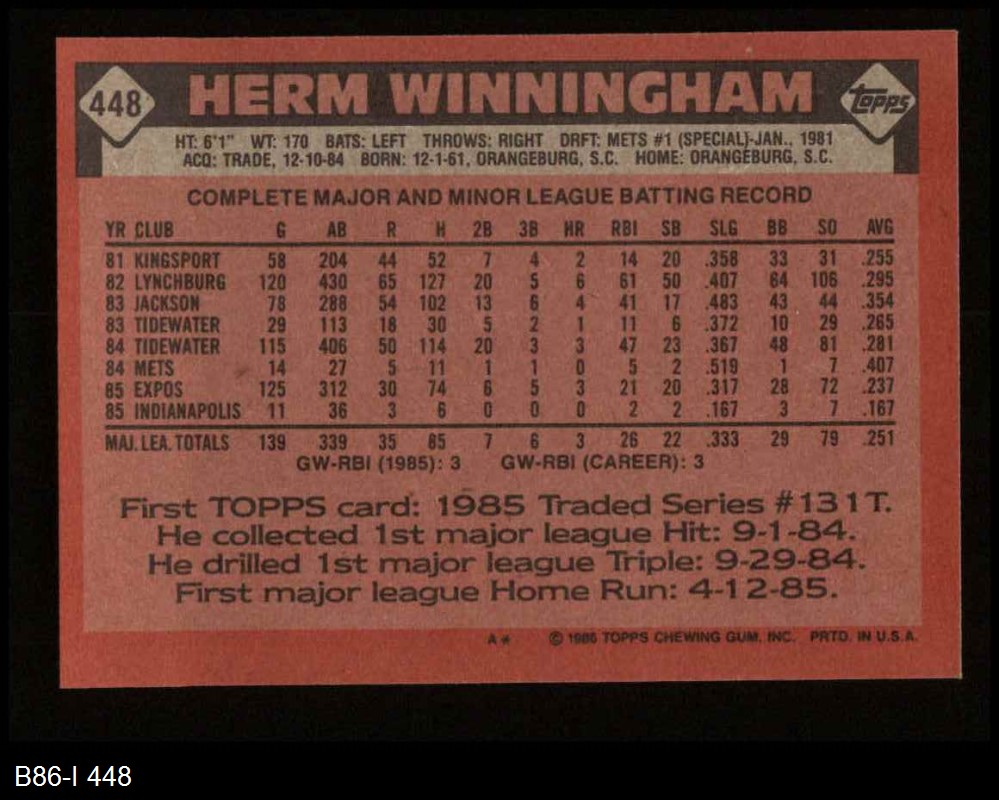 448 HERM WINNINGHAM Topps
HT: 6'1" WT: 170 BATS: LEFT THROWS: RIGHT DRFT: METS #1 (SPECIAL)-JAN., 1981
ACQ: TRADE, 12-10-84 BORN: 12-1-61, ORANGEBURG, S.C. HOME: ORANGEBURG, S.C.
COMPLETE MAJOR AND MINOR LEAGUE BATTING RECORD
YR CLUB G AB R H 2B 3B HR RBI SB SLG BB SO AVG
81 KINGSPORT 58 204 44 52 7 4 2 14 20 .358 33 31 .255
82 LYNCHBURG 120 430 65 127 20 5 6 61 50 .407 64 106 .295
83 JACKSON 78 288 54 102 13 6 4 41 17 .483 43 44 .354
83 TIDEWATER 29 113 18 30 5 2 1 11 6 .372 10 29 .265
84 TIDEWATER 115 406 50 114 20 3 3 47 23 .367 48 81 .281
84 METS 14 27 5 11 1 1 0 5 2 .519 1 7 .407
85 EXPOS 125 312 30 74 6 5 3 21 20 .317 28 72 .237
85 INDIANAPOLIS 11 36 3 6 0 0 0 2 2 .167 3 7 .167
MAJ. LEA. TOTALS 139 339 35 85 7 6 3 26 22 .333 29 79 .251
GW-RBI (1985): 3 GW-RBI (CAREER): 3
First TOPPS card: 1985 Traded Series #131T.
He collected 1st major league Hit: 9-1-84.
He drilled 1st major league Triple: 9-29-84.
First major league Home Run: 4-12-85.
A* © 1986 TOPPS CHEWING GUM, INC. PRTD. IN U.S.A.
B86-I 448